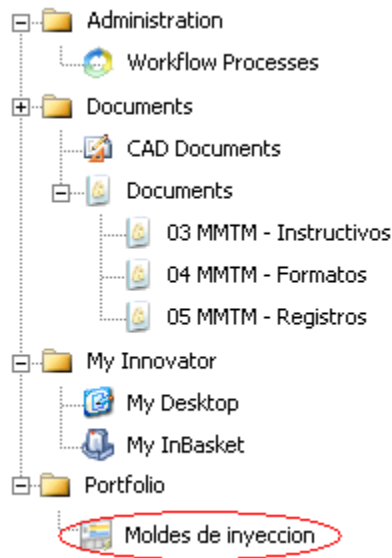 Administration
Workflow Processes
Documents
CAD Documents
Documents
03 MMTM - Instructivos
04 MMTM - Formatos
05 MMTM - Registros
My Innovator
My Desktop
My InBasket
Portfolio
Moldes de inyeccion